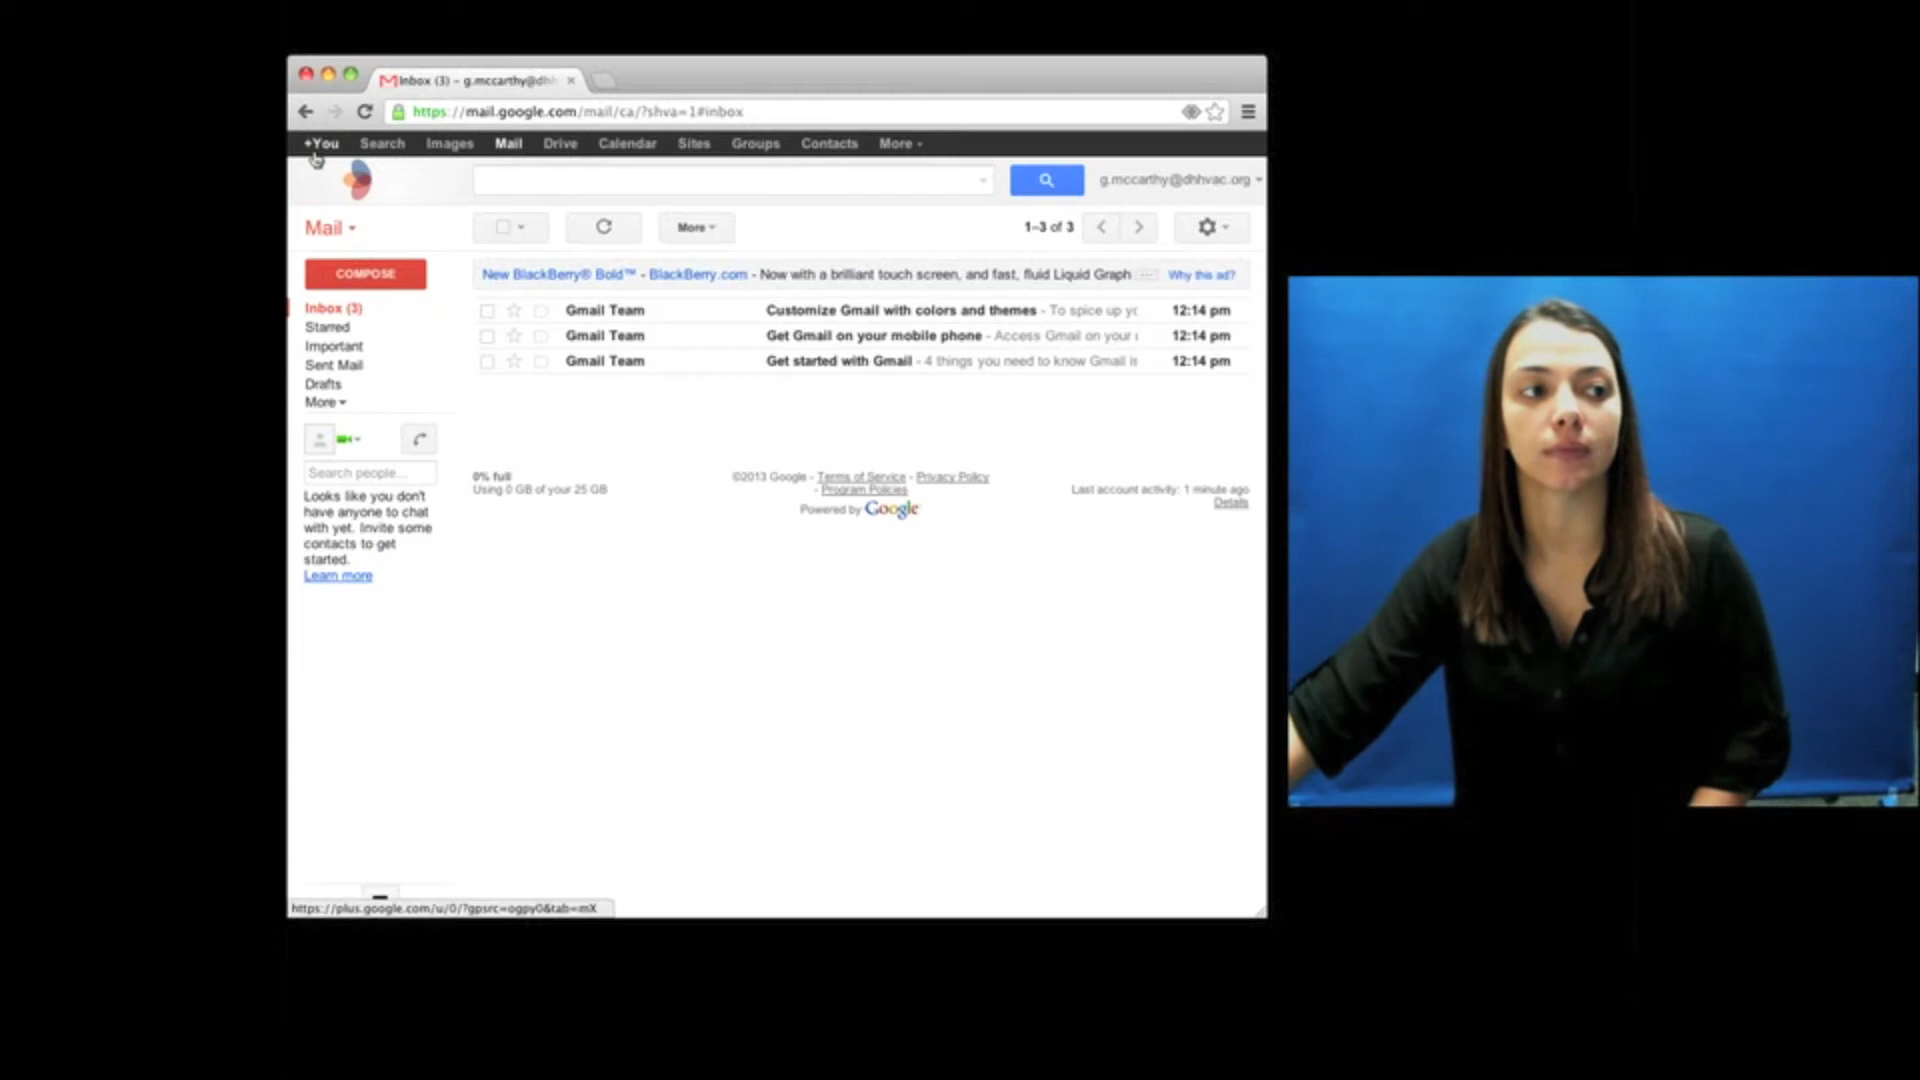 Inbox (3) – g.mccarthy@dhh
https://mail.google.com/mail/ca/?shva=1#inbox
+You Search Images Mail Drive Calendar Sites Groups Contacts More
g.mccarthy@dhhvac.org
Mail
More
1–3 of 3
COMPOSE
New BlackBerry® Bold™ - BlackBerry.com - Now with a brilliant touch screen, and fast, fluid Liquid Graph
Why this ad?
Inbox (3)
Starred
Important
Sent Mail
Drafts
More
Gmail Team Customize Gmail with colors and themes - To spice up yo 12:14 pm
Gmail Team Get Gmail on your mobile phone - Access Gmail on your 12:14 pm
Gmail Team Get started with Gmail - 4 things you need to know Gmail is 12:14 pm
Search people...
Looks like you don't
have anyone to chat
with yet. Invite some
contacts to get
started.
Learn more
0% full
Using 0 GB of your 25 GB
©2013 Google - Terms of Service - Privacy Policy
- Program Policies
Powered by Google
Last account activity: 1 minute ago
Details
https://plus.google.com/u/0/?gpsrc=ogpy0&tab=mX